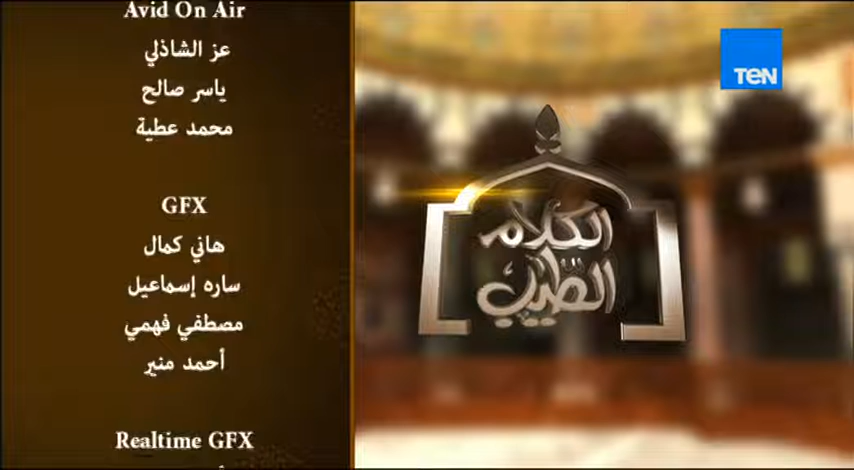 Avid On Air
عز الشاذلي
ياسر صالح
محمد عطية
GFX
هاني كمال
ساره إسماعيل
مصطفي فهمي
أحمد منير
Realtime GFX
TEN
الكلام
الطيب